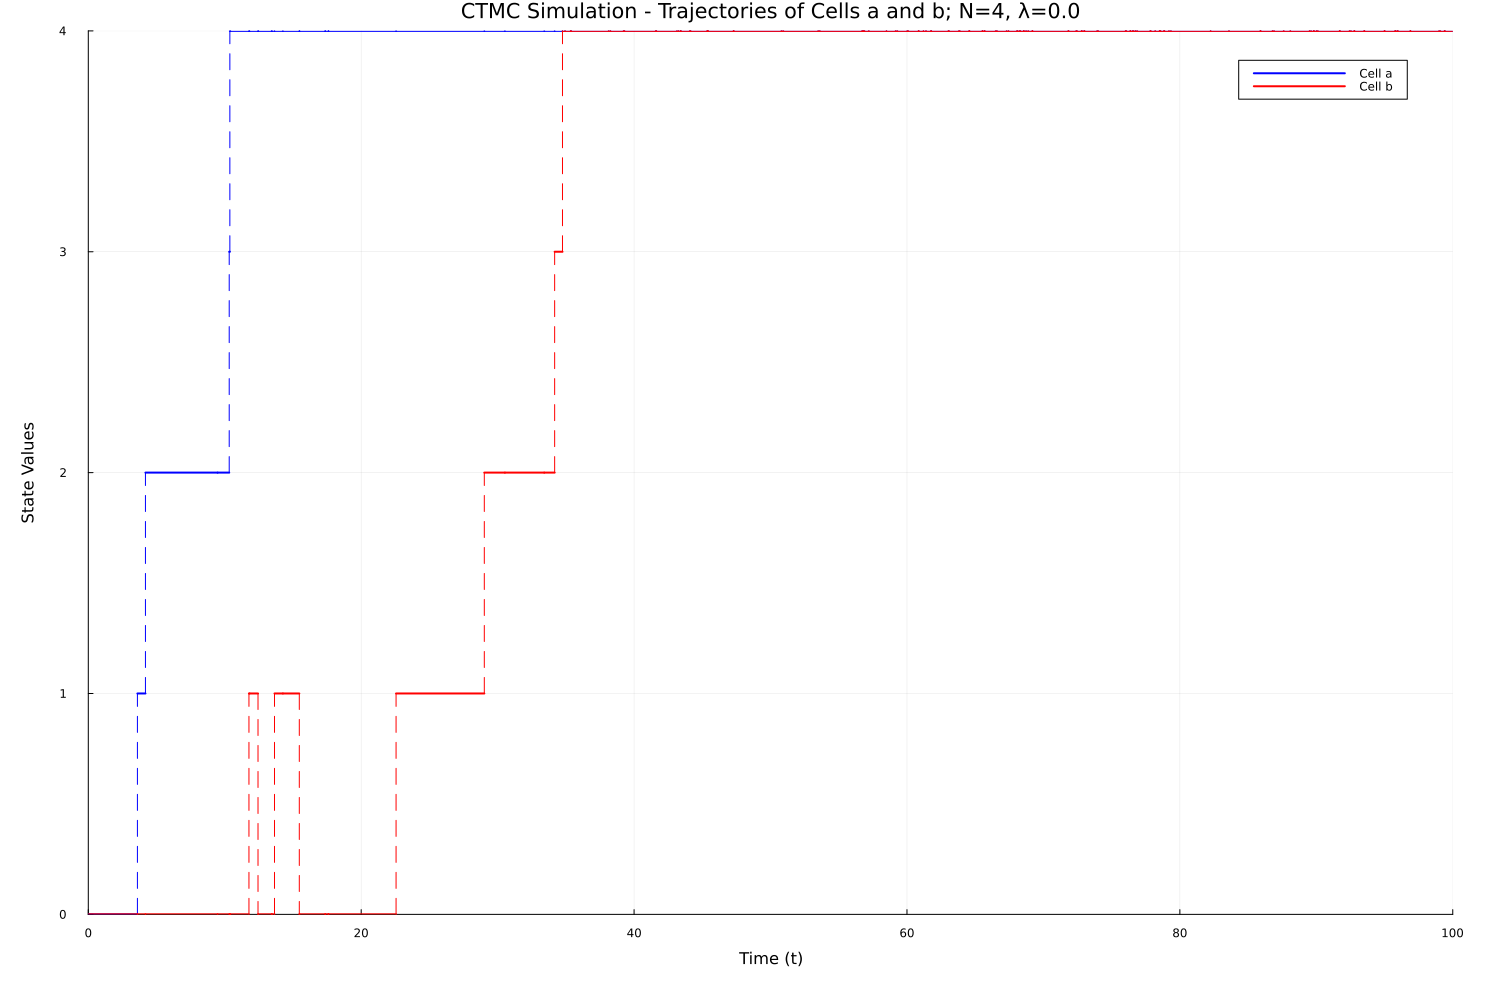 CTMC Simulation - Trajectories of Cells a and b; N=4, λ=0.0
4
Cell a
Cell b
3
State Values
2
1
0
0 20 40 60 80 100
Time (t)